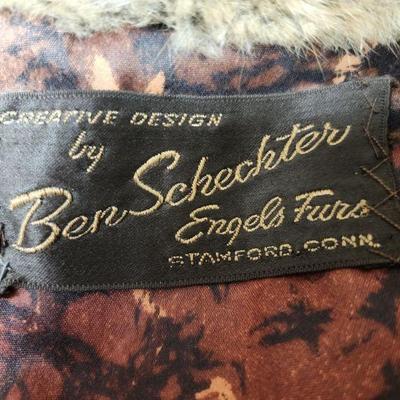 CREATIVE DESIGN
by
Ben Schechter
Engels Furs
STAMFORD, CONN.